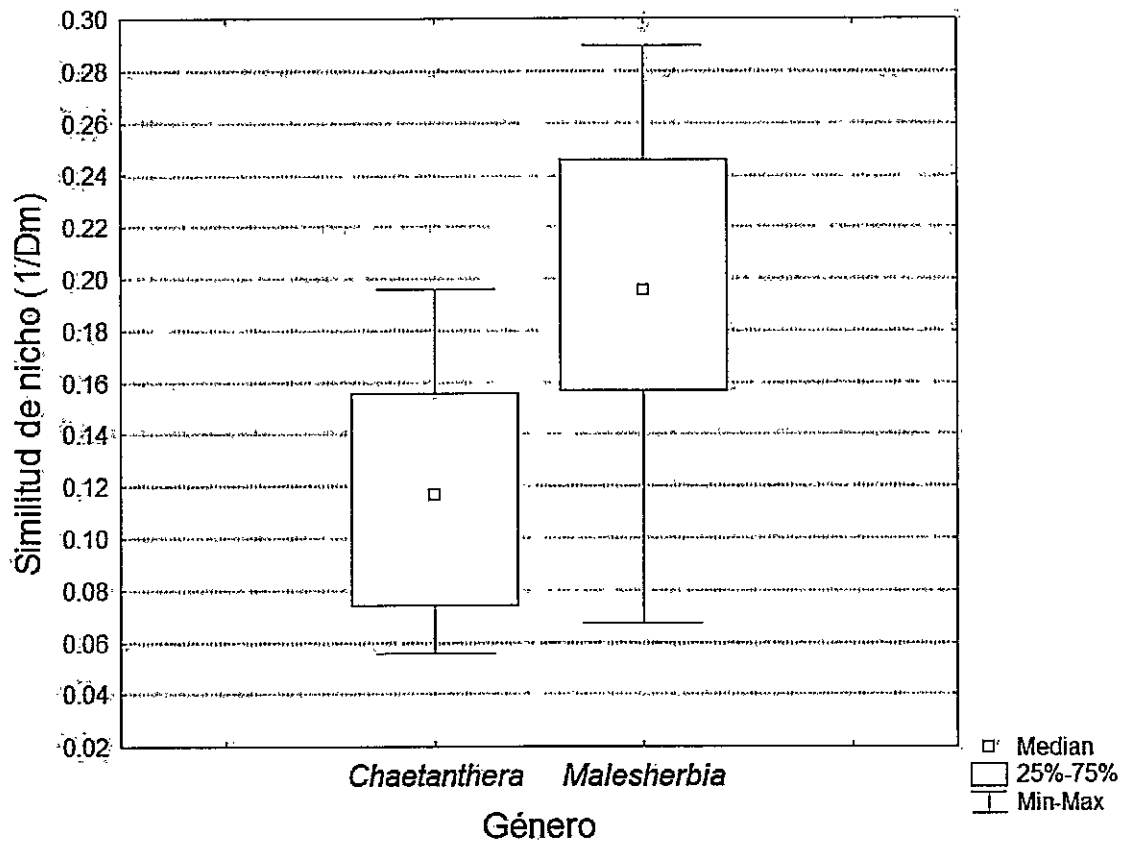 0.30
0.28
0.26
0.24
0.22
0.20
0.18
0.16
0.14
0.12
0.10
0.08
0.06
0.04
0.02
Similitud de nicho (1/Dm)
Chaetanthera
Malesherbia
Género
Median
25%-75%
Min-Max